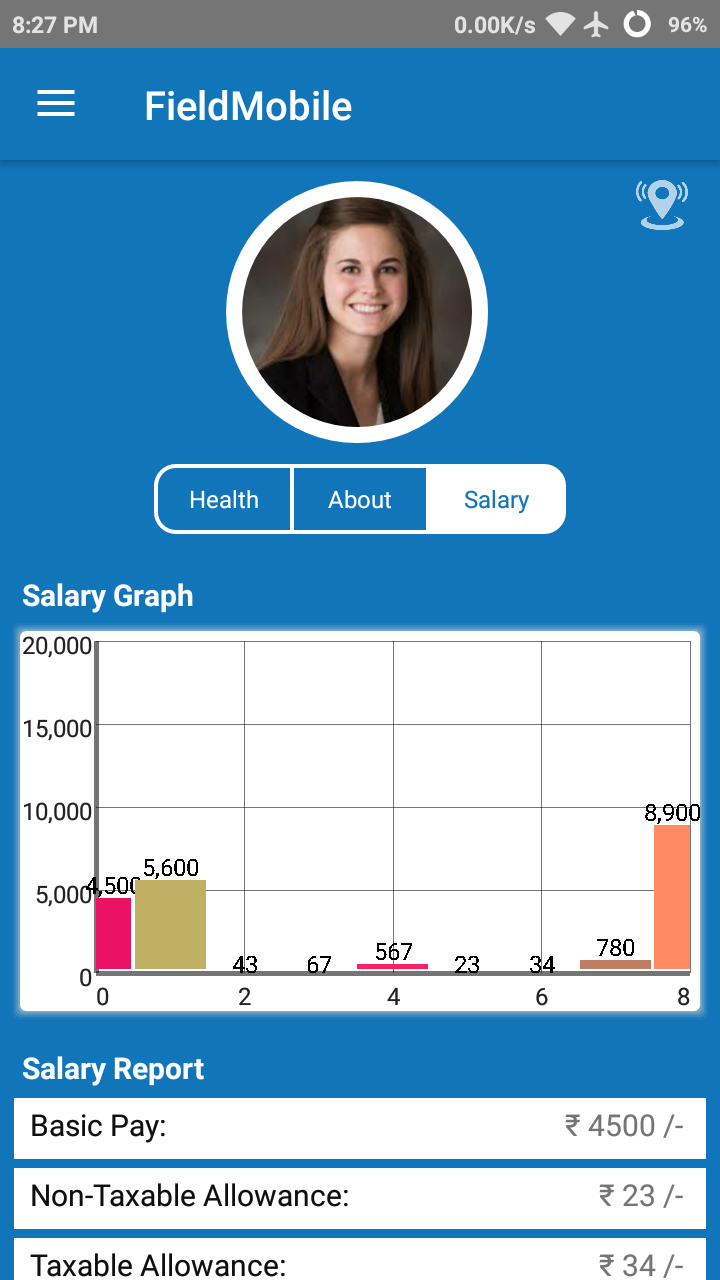 8:27 PM 0.00K/s 96%
FieldMobile
Health About Salary
Salary Graph
20,000
15,000
10,000
8,900
5,600
4,500
5,000
780
567
43 67 23 34
0
0 2 4 6 8
Salary Report
Basic Pay: ₹ 4500 /-
Non-Taxable Allowance: ₹ 23 /-
Taxable Allowance: ₹ 34 /-